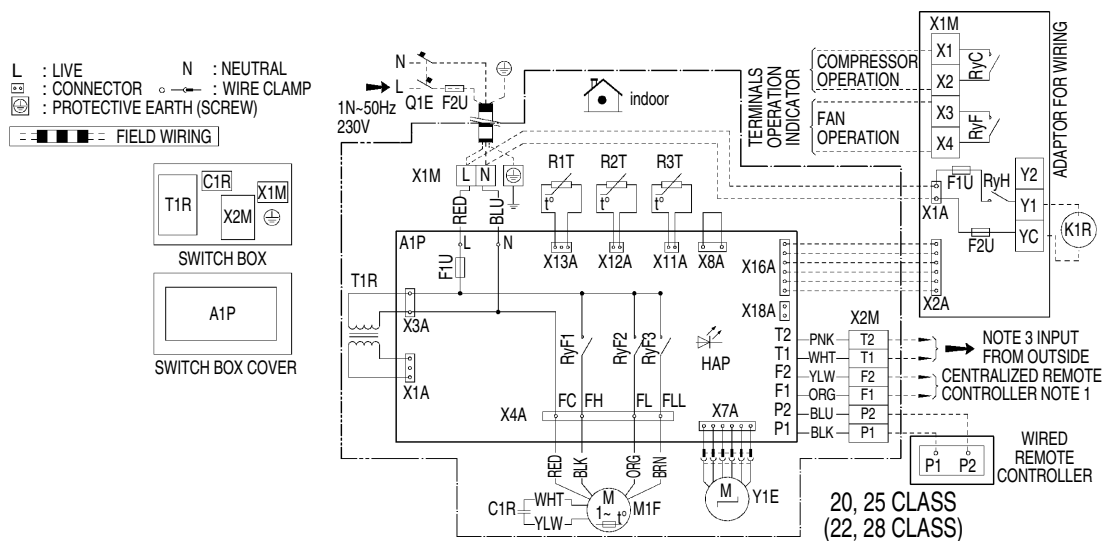 L : LIVE N : NEUTRAL
: CONNECTOR : WIRE CLAMP
: PROTECTIVE EARTH (SCREW)
FIELD WIRING
T1R
C1R
X2M
X1M
SWITCH BOX
A1P
SWITCH BOX COVER
N
L
Q1E F2U
1N~50Hz
230V
indoor
X1M L N
RED
BLU
R1T R2T R3T
t° t° t°
A1P L N
F1U
X13A X12A X11A X8A
T1R
X3A
X1A
RyF1
RyF2
RyF3
HAP
X16A
X18A
X4A FC FH FL FLL
X7A
RED
BLK
ORG
BRN
C1R WHT
YLW
M
1~ t°
M1F
M
Y1E
T2 PNK T2
T1 WHT T1
F2 YLW F2
F1 ORG F1
P2 BLU P2
P1 BLK P1
X2M
TERMINALS
OPERATION
INDICATOR
COMPRESSOR
OPERATION
FAN
OPERATION
X1M
X1
X2
X3
X4
RyC
RyF
ADAPTOR FOR WIRING
F1U
RyH
X1A
F2U
Y2
Y1
YC
K1R
X2A
NOTE 3 INPUT
FROM OUTSIDE
CENTRALIZED REMOTE
CONTROLLER NOTE 1
P1 P2
WIRED
REMOTE
CONTROLLER
20, 25 CLASS
(22, 28 CLASS)